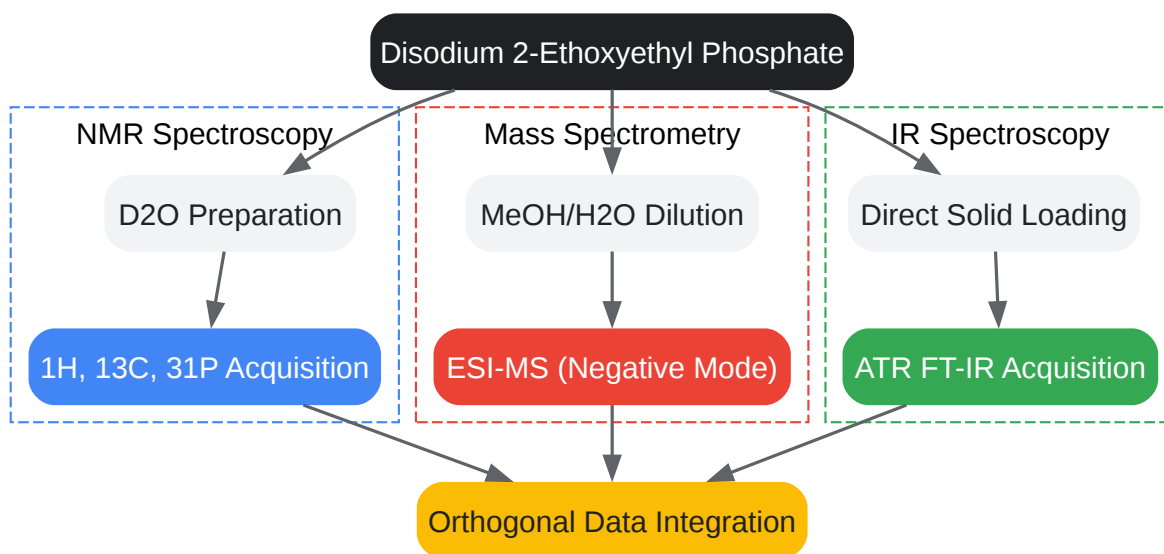 Disodium 2-Ethoxyethyl Phosphate
NMR Spectroscopy
Mass Spectrometry
IR Spectroscopy
D2O Preparation
MeOH/H2O Dilution
Direct Solid Loading
1H, 13C, 31P Acquisition
ESI-MS (Negative Mode)
ATR FT-IR Acquisition
Orthogonal Data Integration